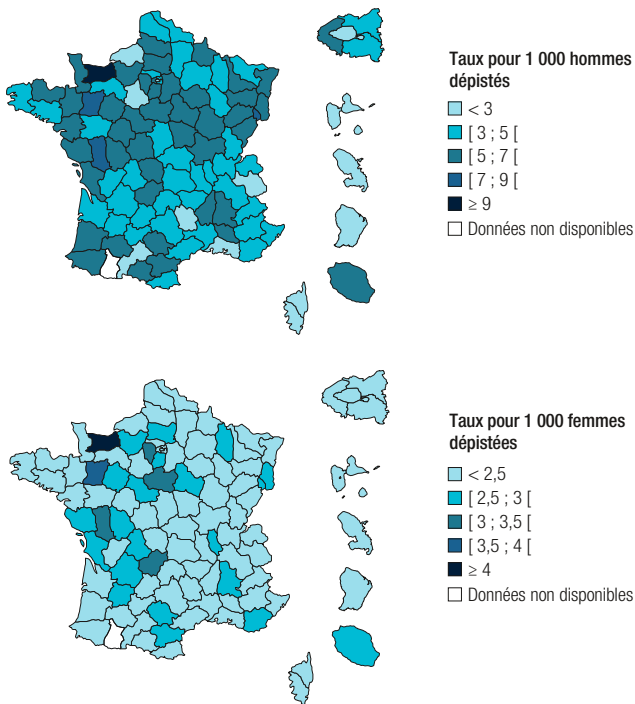 Taux pour 1 000 hommes
dépistés
< 3
[ 3 ; 5 [
[ 5 ; 7 [
[ 7 ; 9 [
≥ 9
Données non disponibles
Taux pour 1 000 femmes
dépistées
< 2,5
[ 2,5 ; 3 [
[ 3 ; 3,5 [
[ 3,5 ; 4 [
≥ 4
Données non disponibles